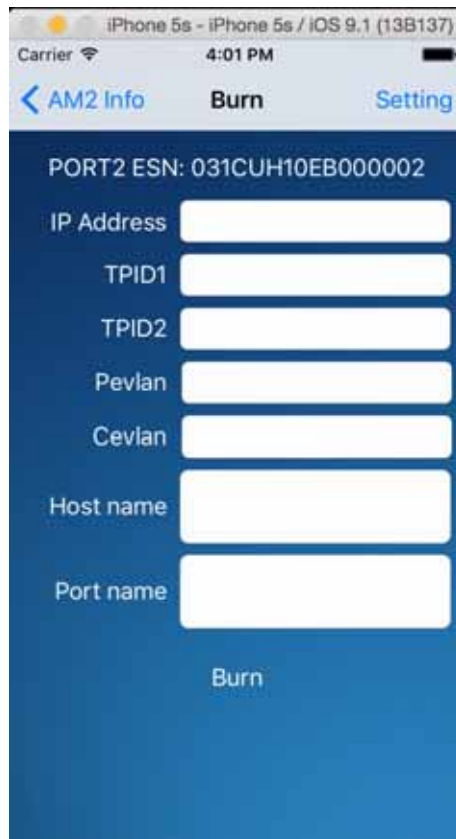 iPhone 5s - iPhone 5s / iOS 9.1 (13B137)
Carrier 4:01 PM
AM2 Info Burn Setting
PORT2 ESN: 031CUH10EB000002
IP Address
TPID1
TPID2
Pevlan
Cevlan
Host name
Port name
Burn